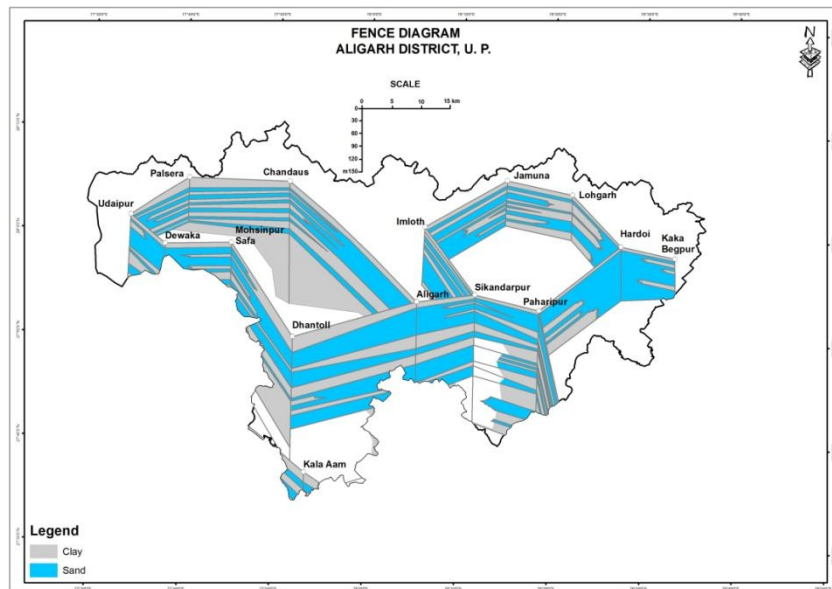 FENCE DIAGRAM
ALIGARH DISTRICT, U. P.
N
SCALE
0 5 10 15 km
0
30
60
90
120
m150
Jamuna
Palsera
Chandaus
Lohgarh
Udaipur
Imloth
Dewaka
Mohsinpur
Safa
Hardoi
Kaka
Begpur
Aligarh
Sikandarpur
Paharipur
Dhantoll
Kala Aam
Legend
Clay
Sand